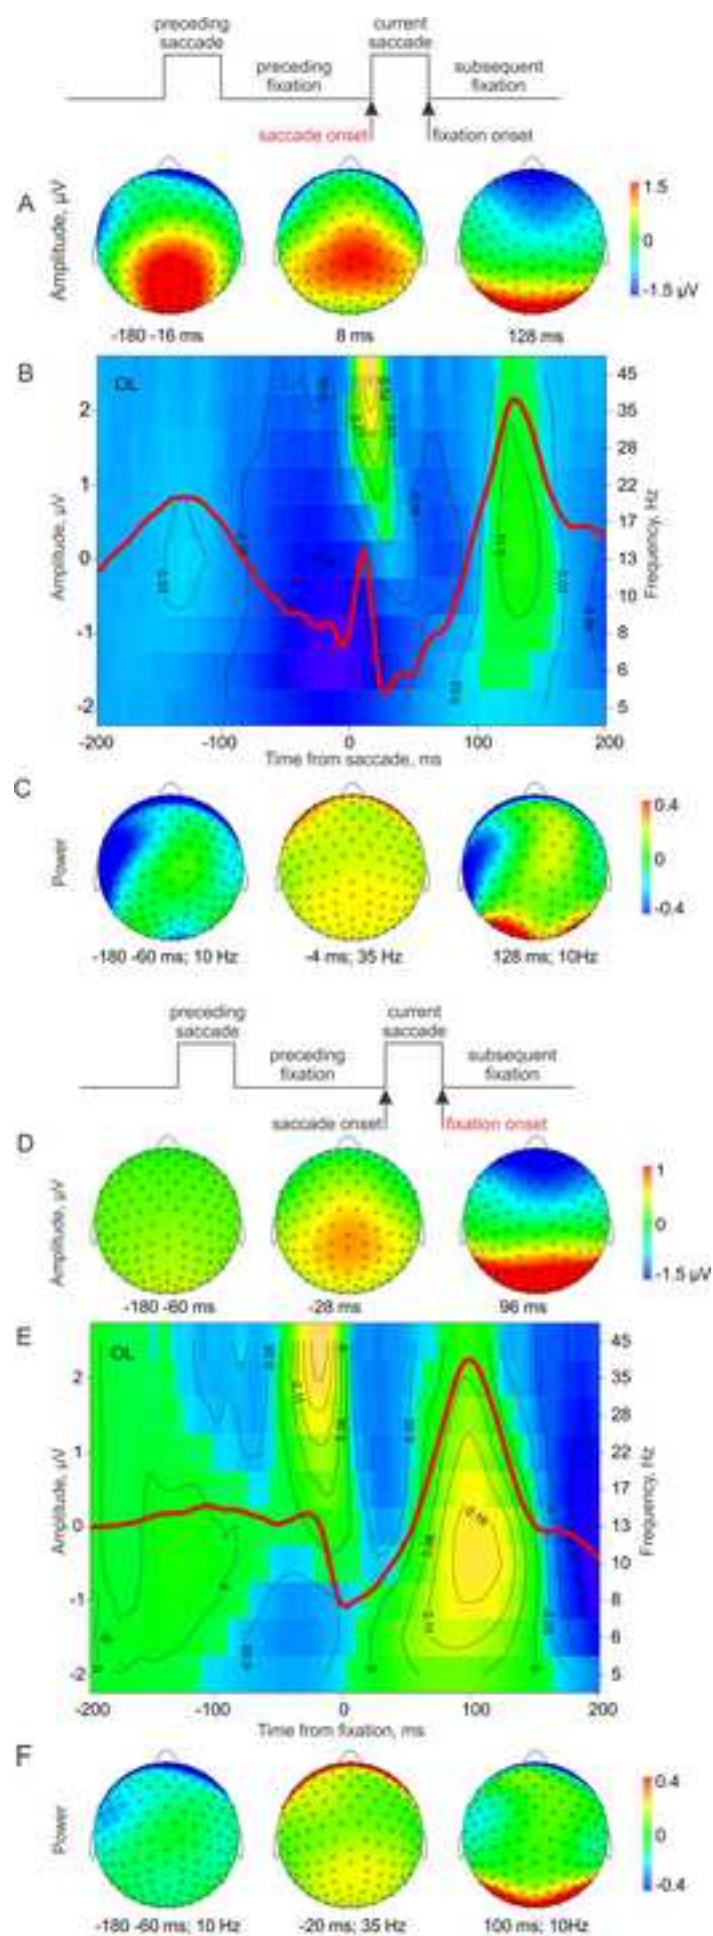 preceding saccade
current saccade
preceding fixation
subsequent fixation
saccade onset
fixation onset
A
Amplitude, µV
1.5
0
-1.5 µV
-180 -16 ms
8 ms
128 ms
B
OL
Amplitude, µV
2
1
0
-1
-2
45
35
28
22
17
13
10
8
6
5
Frequency, Hz
-200
-100
0
100
200
Time from saccade, ms
C
Power
0.4
0
-0.4
-180 -60 ms; 10 Hz
-4 ms; 35 Hz
128 ms; 10Hz
preceding saccade
current saccade
preceding fixation
subsequent fixation
saccade onset
fixation onset
D
Amplitude, µV
1
0
-1.5 µV
-180 -60 ms
-28 ms
96 ms
E
OL
Amplitude, µV
2
1
0
-1
-2
45
35
28
22
17
13
10
8
6
5
Frequency, Hz
-200
-100
0
100
200
Time from fixation, ms
F
Power
0.4
0
-0.4
-180 -60 ms; 10 Hz
-20 ms; 35 Hz
100 ms; 10Hz